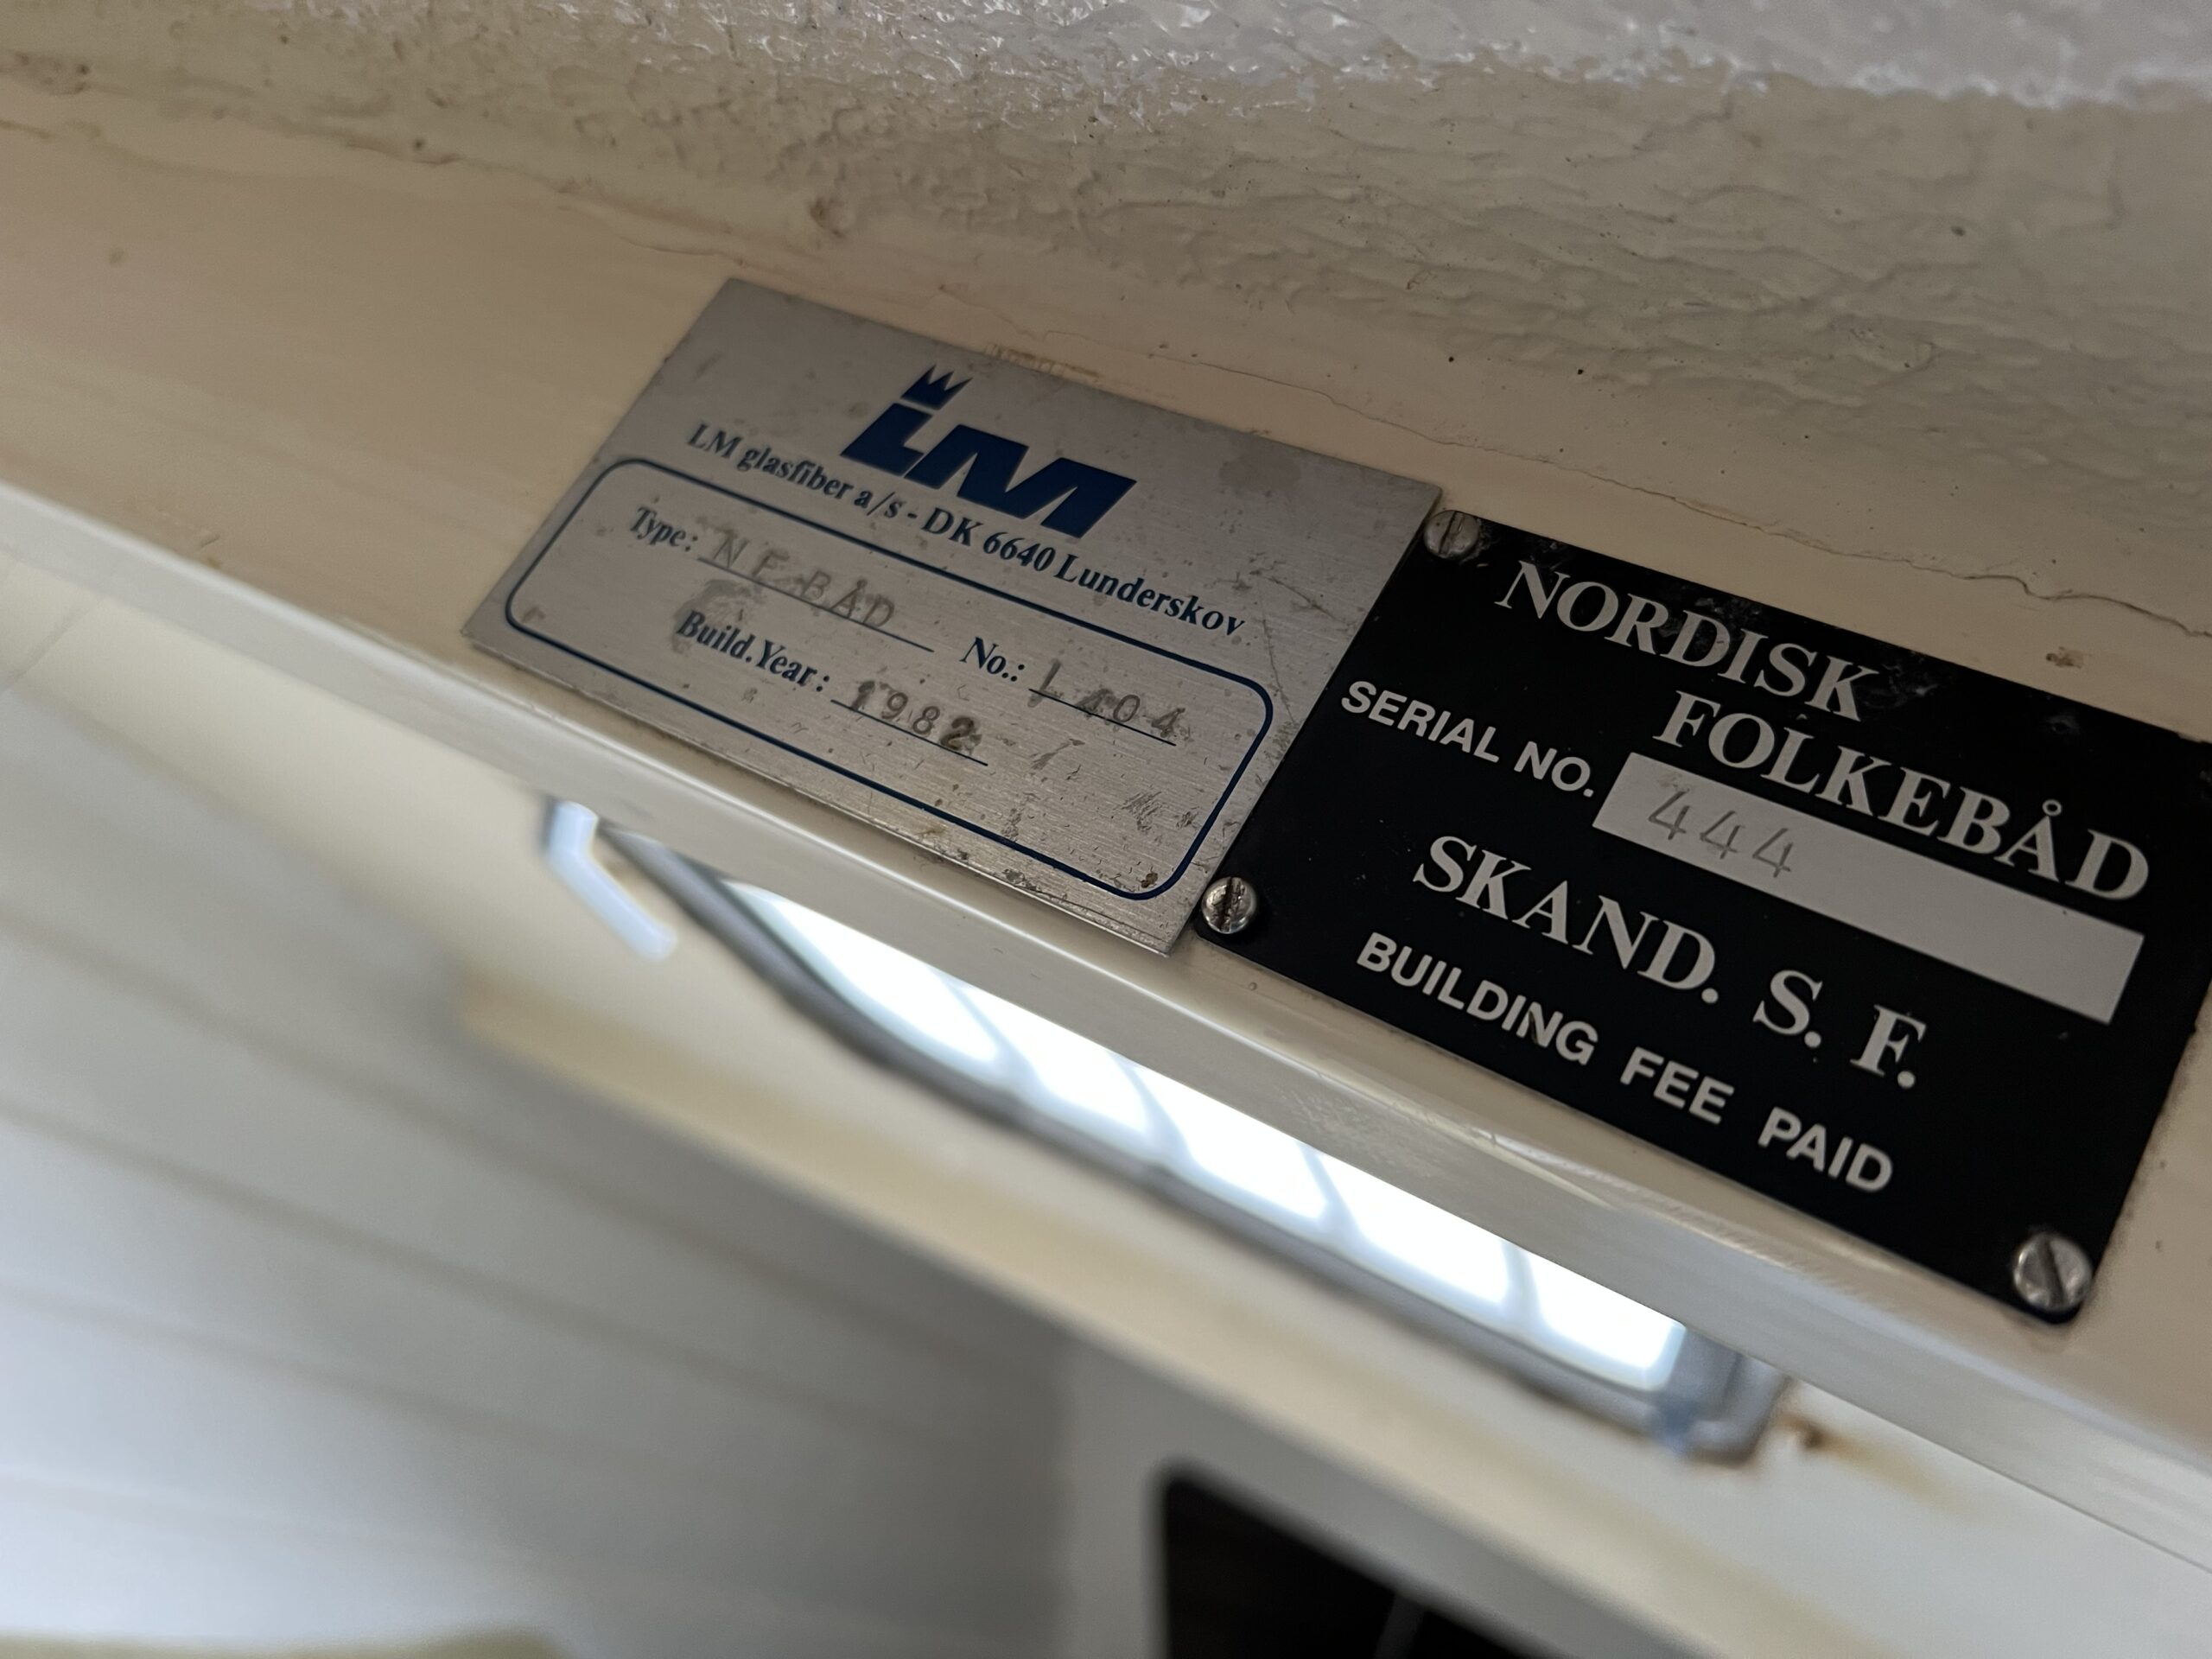 LM
LM glasfiber a/s - DK 6640 Lunderskov
Type: N F BÅD No.: L 404
Build.Year: 1982
NORDISK
FOLKEBÅD
SERIAL NO. 444
SKAND. S. F.
BUILDING FEE PAID